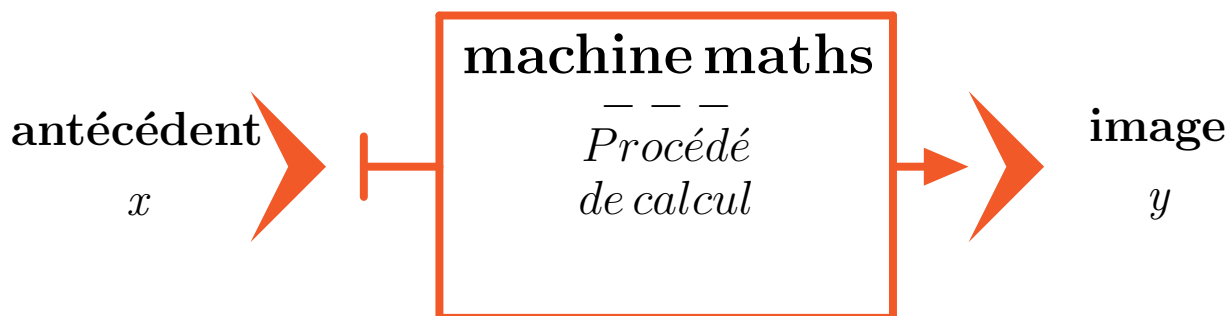 machine maths
– – –
antécédent
Procédé
image
x
de calcul
y